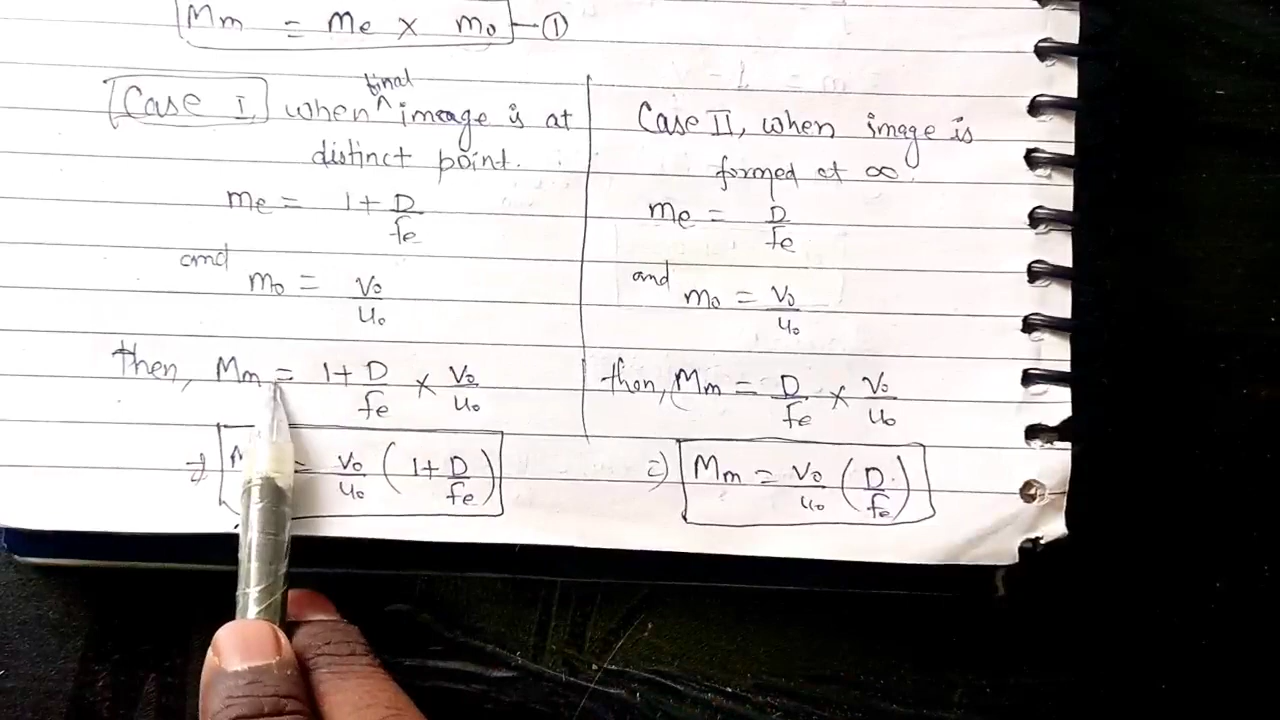 Mm = me × mo —①
Case I, when final image is at
distinct point.
me = 1 + D/fe
and
mo = vo/uo
then, Mm = 1 + D/fe × vo/uo
⇒ M = vo/uo (1 + D/fe)
Case II, when image is
formed at ∞.
me = D/fe
and mo = vo/uo
then, Mm = D/fe × vo/uo
⇒ Mm = vo/uo (D/fe)